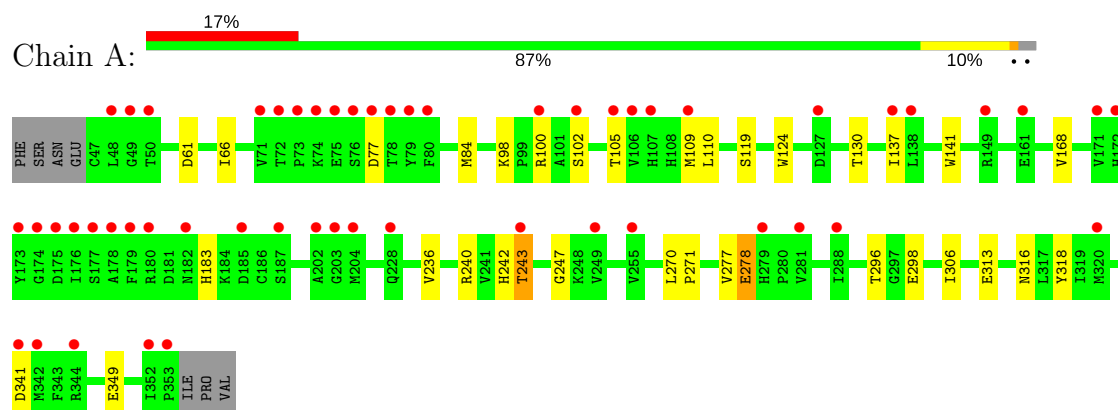 17%
Chain A:
87% 10% • •
PHE SER ASN GLU C47 L48 G49 I50 D61 I66 V71 T72 P73 K74 E75 S76 D77 T78 Y79 F80 M84 K98 P99 R100 A101 S102 T105 V106 H107 H108 M109 L110 S119 W124 D127 T130 I137 L138 W141 R149 E161 V168 V171 H172
Y173 G174 D175 I176 S177 A178 F179 R180 D181 N182 H183 K184 D185 C186 S187 A202 G203 M204 Q228 V236 R240 V241 H242 T243 G247 K248 V249 V255 L270 P271 V277 E278 H279 P280 V281 I288 T296 G297 E298 I306 E313 N316 L317 Y318 I319 M320
D341 M342 F343 R344 E349 I352 P353 ILE PRO VAL